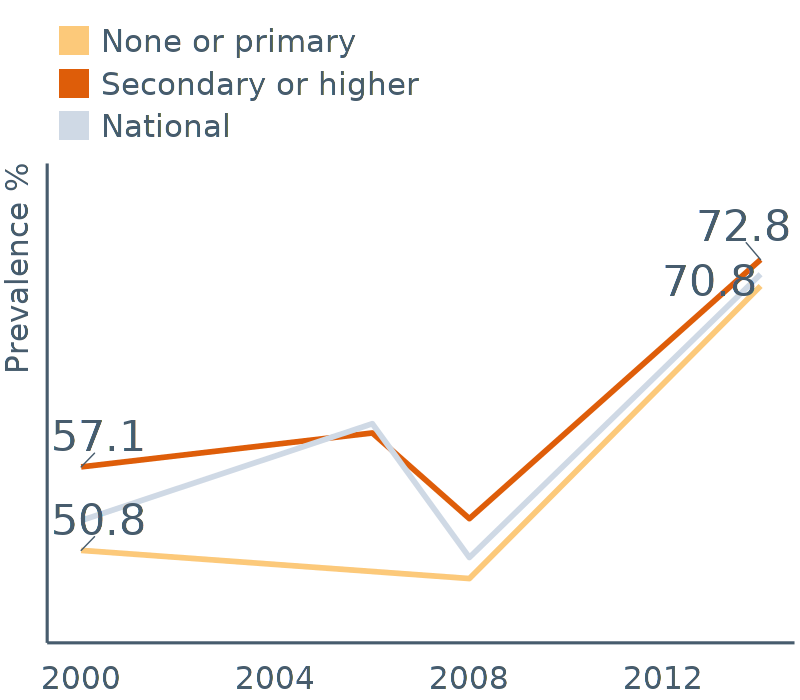 None or primary
Secondary or higher
National
Prevalence %
72.8
70.8
57.1
50.8
2000 2004 2008 2012